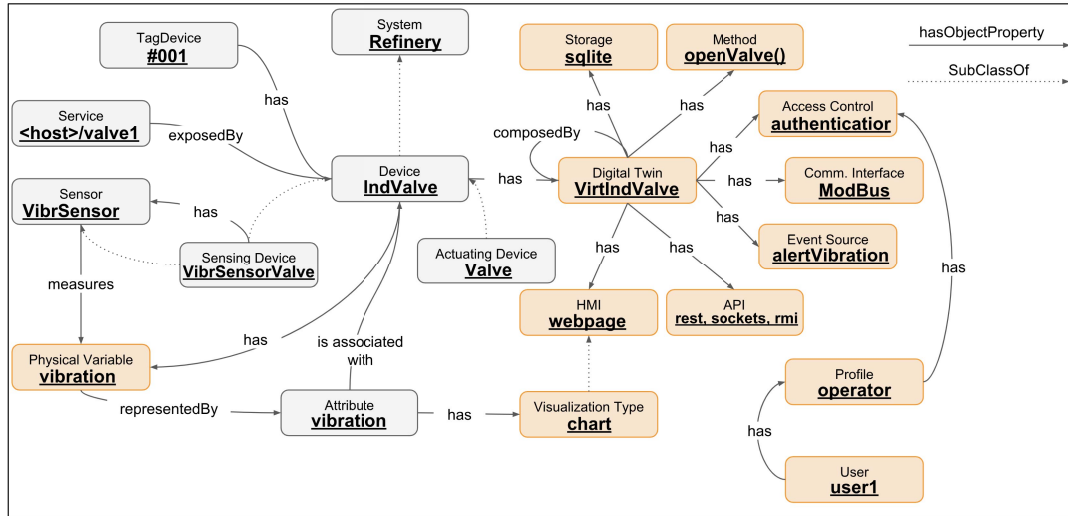 System
Refinery
TagDevice
#001
has
Service
<host>/valve1
exposedBy
Device
IndValve
Sensor
VibrSensor
has
Sensing Device
VibrSensorValve
Actuating Device
Valve
measures
has
is associated
with
Physical Variable
vibration
representedBy
Attribute
vibration
has
Visualization Type
chart
has
Storage
sqlite
Method
openValve()
has
has
composedBy
Digital Twin
VirtIndValve
has
Access Control
authenticatior
has
Comm. Interface
ModBus
has
Event Source
alertVibration
has
has
HMI
webpage
API
rest, sockets, rmi
has
Profile
operator
has
User
user1
hasObjectProperty
SubClassOf